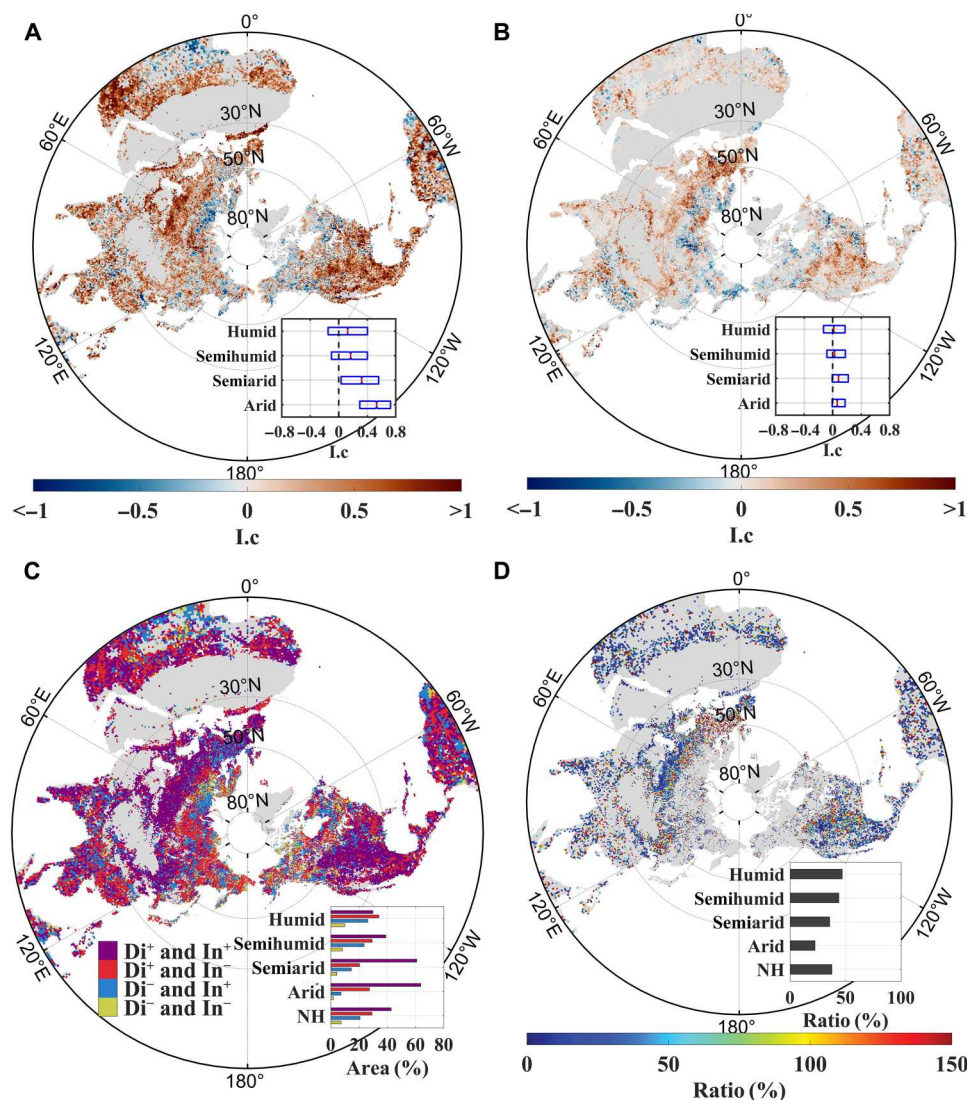 A
0°
60°E
30°N
50°N
80°N
60°W
120°E
120°W
180°
Humid
Semihumid
Semiarid
Arid
−0.8 −0.4 0 0.4 0.8
I.c
<−1 −0.5 0 0.5 >1
I.c
B
0°
60°E
30°N
50°N
80°N
60°W
120°E
120°W
180°
Humid
Semihumid
Semiarid
Arid
−0.8 −0.4 0 0.4 0.8
I.c
<−1 −0.5 0 0.5 >1
I.c
C
0°
60°E
30°N
50°N
80°N
60°W
120°E
120°W
180°
Di⁺ and In⁺
Di⁺ and In⁻
Di⁻ and In⁺
Di⁻ and In⁻
Humid
Semihumid
Semiarid
Arid
NH
0 20 40 60 80
Area (%)
D
0°
60°E
30°N
50°N
80°N
60°W
120°E
120°W
180°
Humid
Semihumid
Semiarid
Arid
NH
0 50 100
Ratio (%)
0 50 100 150
Ratio (%)